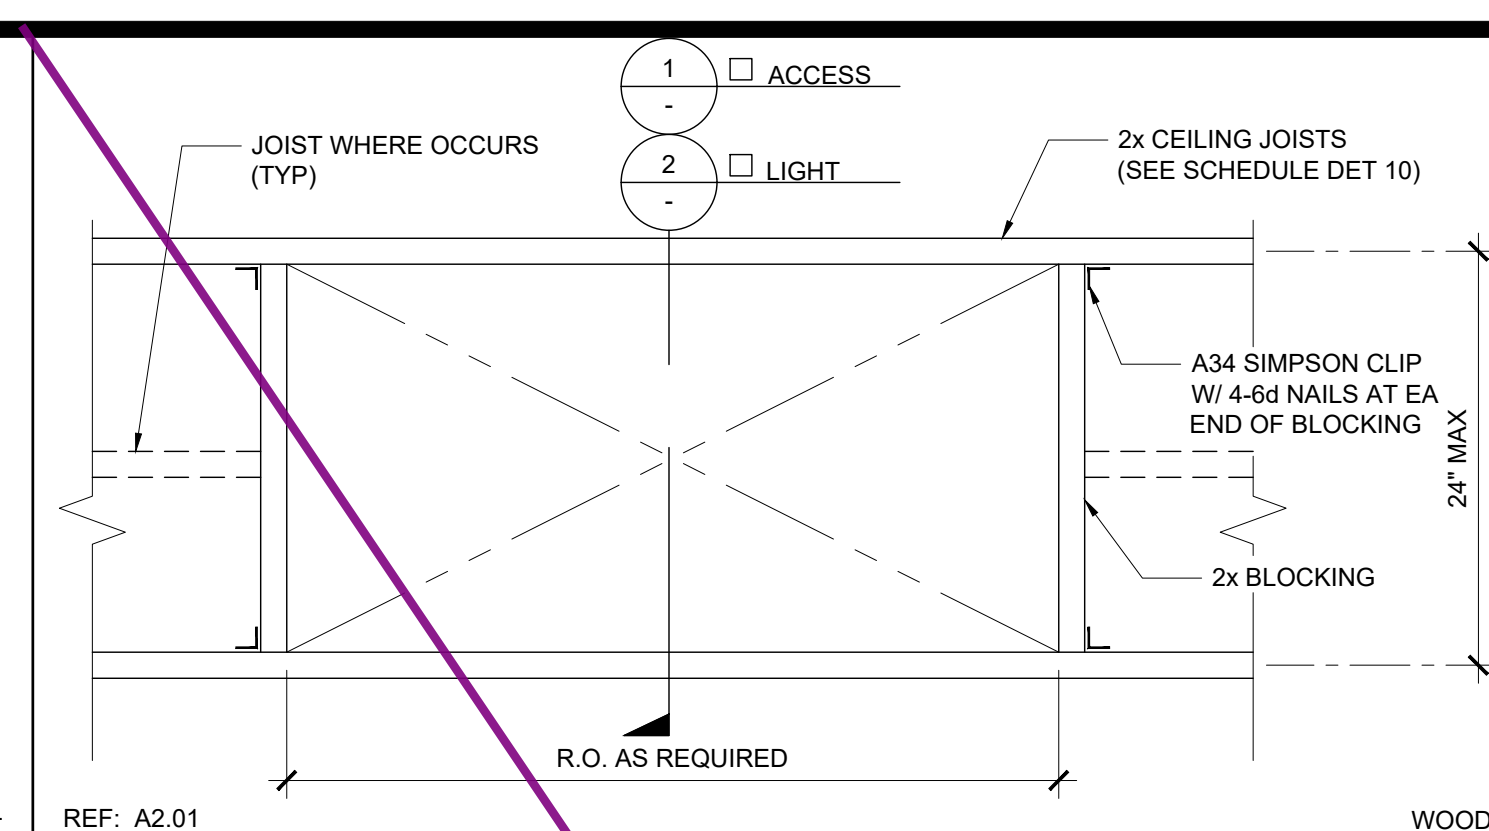 1
-
□ ACCESS
2
-
□ LIGHT
JOIST WHERE OCCURS
(TYP)
2x CEILING JOISTS
(SEE SCHEDULE DET 10)
A34 SIMPSON CLIP
W/ 4-6d NAILS AT EA
END OF BLOCKING
24" MAX
2x BLOCKING
R.O. AS REQUIRED
REF: A2.01
WOOD